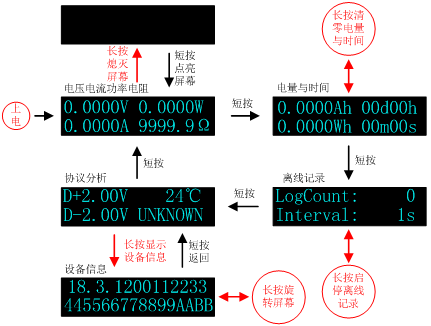 长按
熄灭
屏幕
短按
点亮
屏幕
长按清
零电量
与时间
电压电流功率电阻
电量与时间
上
电
0.0000V 0.0000W
0.0000A 9999.9Ω
短按
0.0000Ah 00d00h
0.0000Wh 00m00s
短按
短按
协议分析
离线记录
D+2.00V 24℃
D-2.00V UNKNOWN
短按
LogCount: 0
Interval: 1s
长按显示
设备信息
短按
返回
设备信息
18.3.1200112233
445566778899AABB
长按旋
转屏幕
长按启
停离线
记录